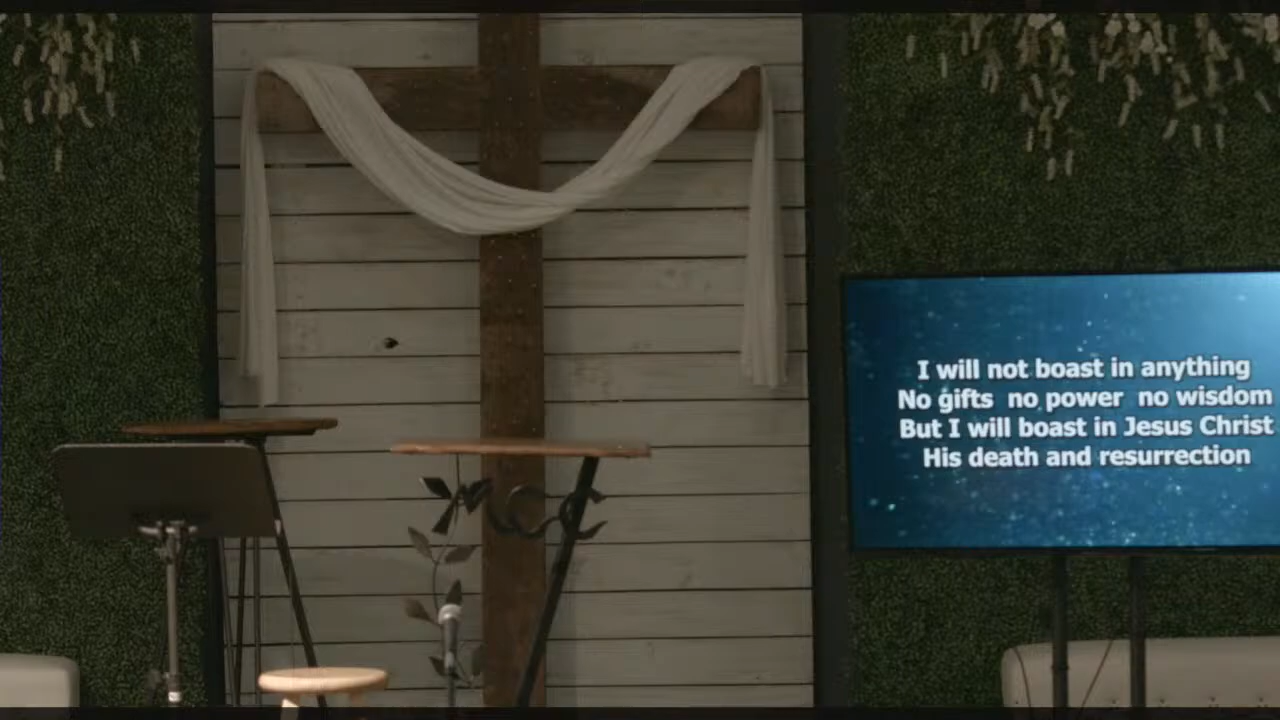 I will not boast in anything
No gifts no power no wisdom
But I will boast in Jesus Christ
His death and resurrection